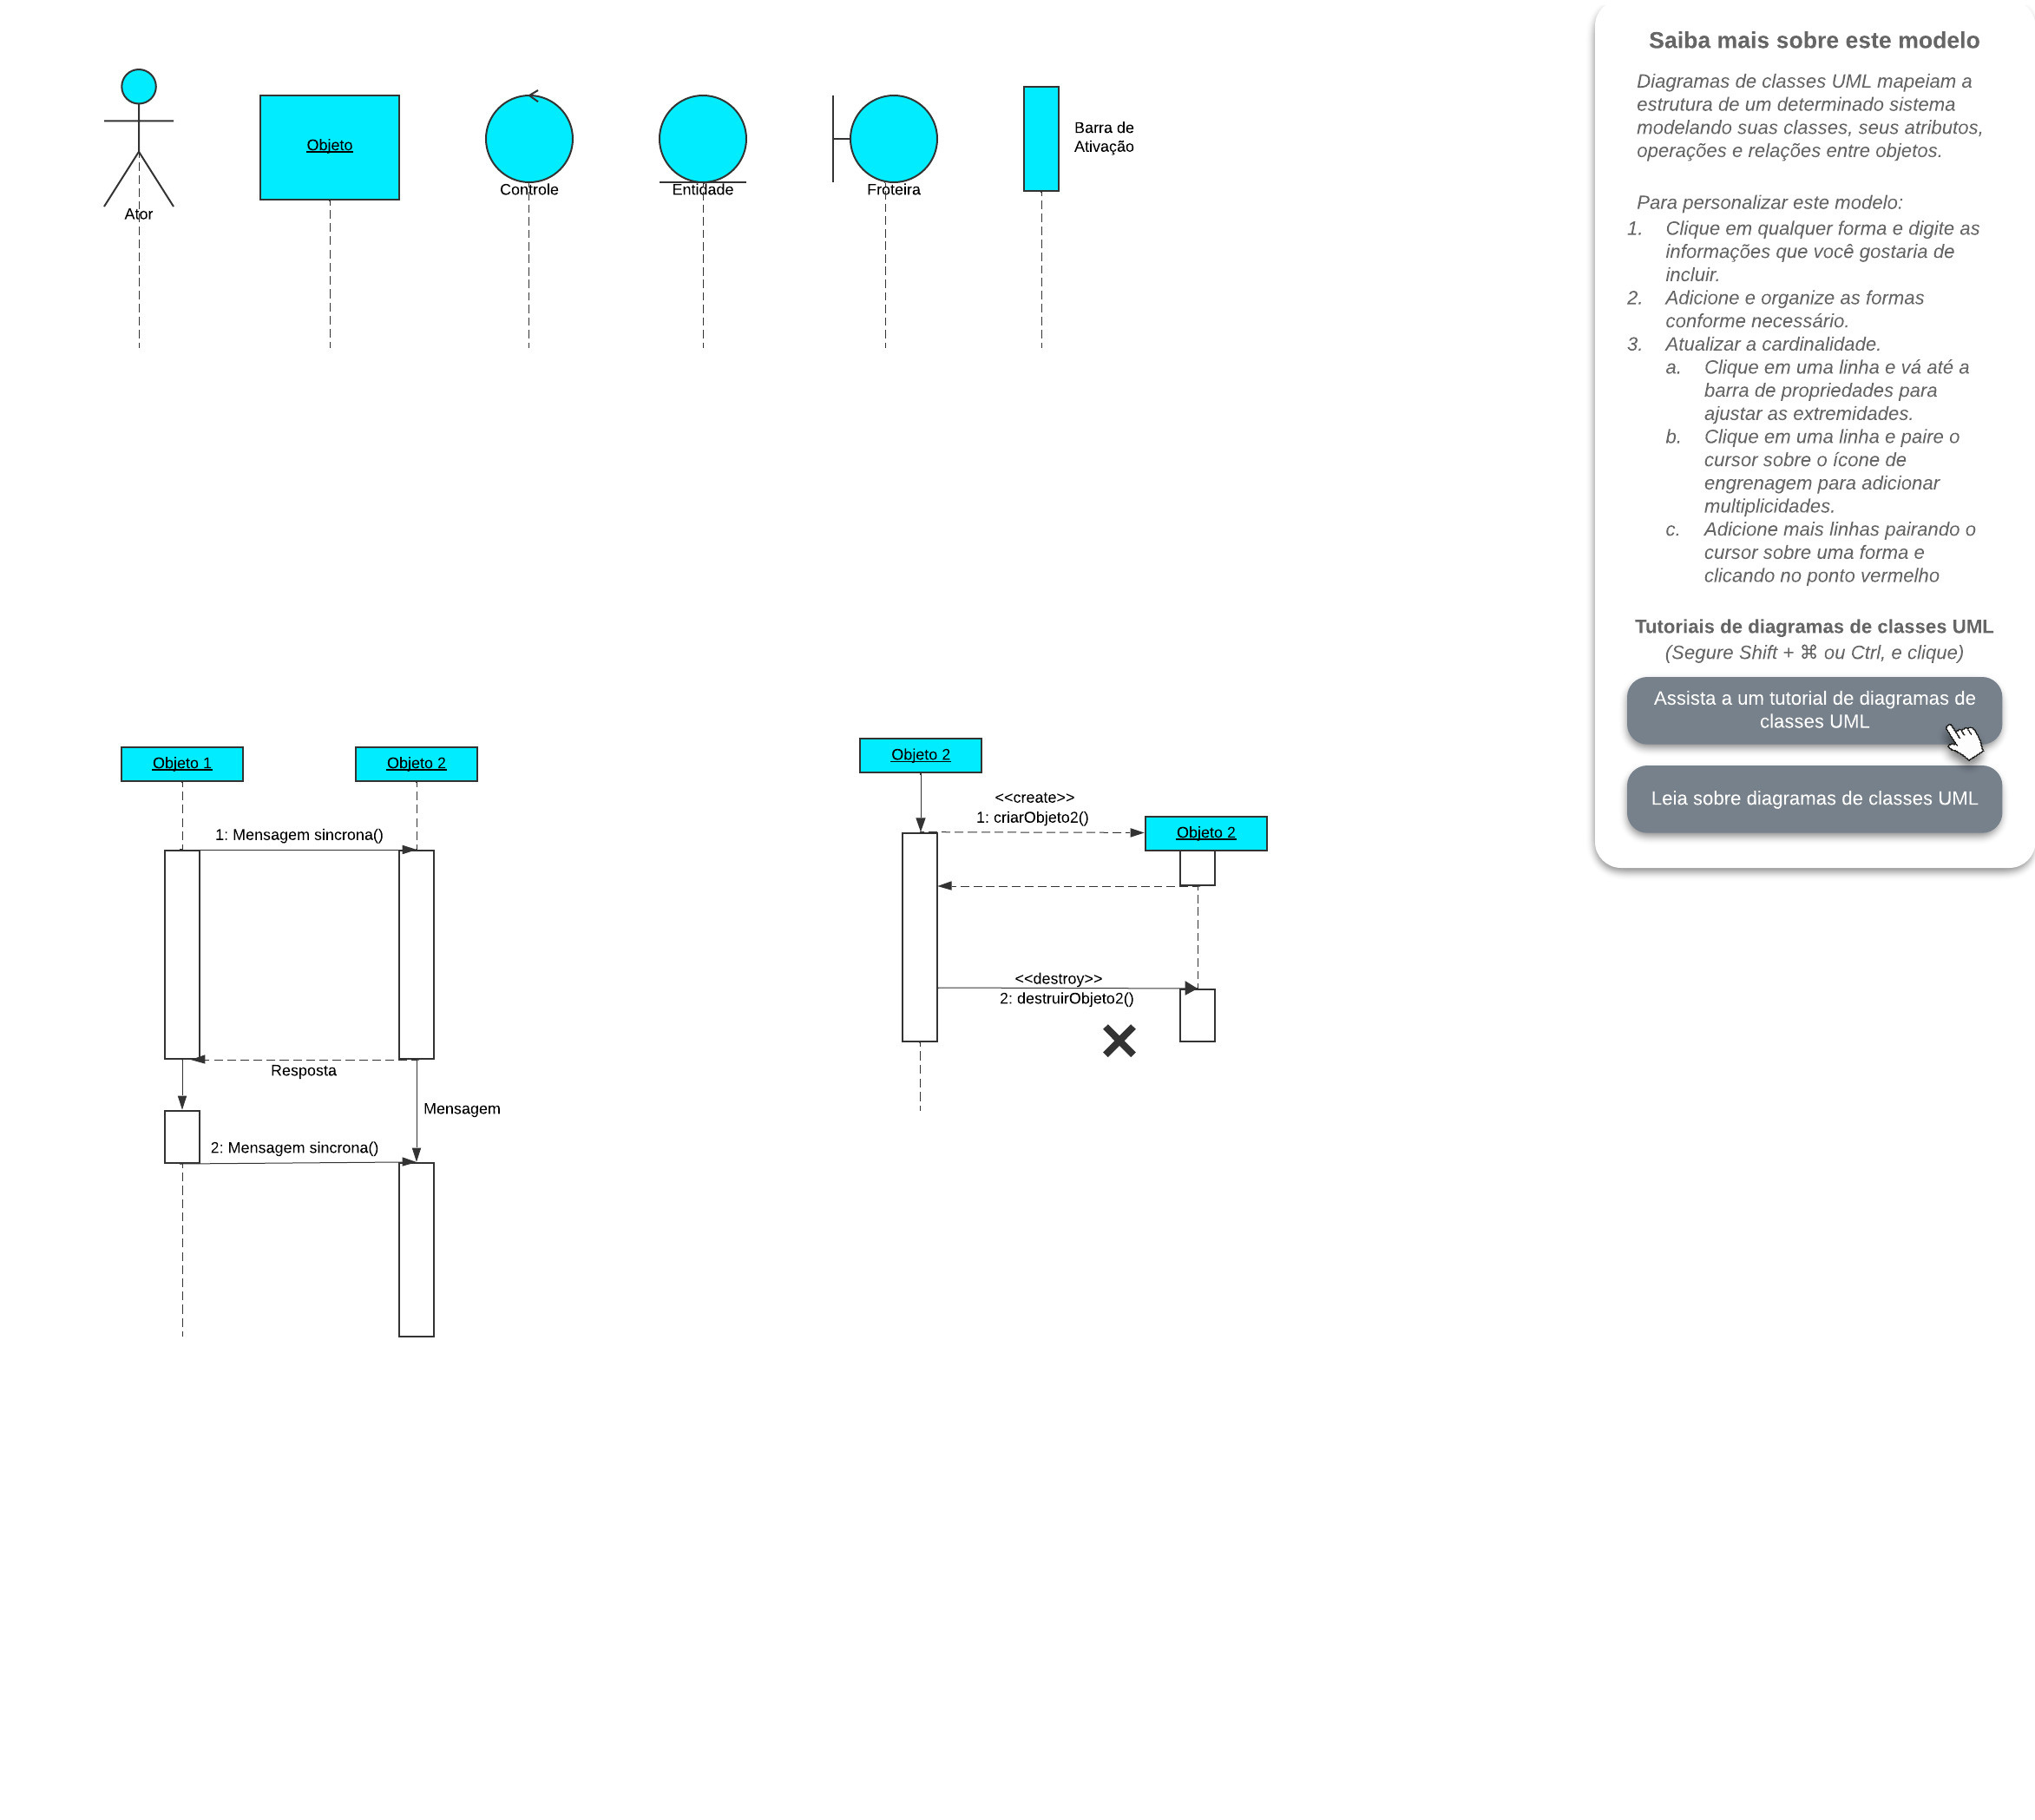 Ator
Objeto
Controle
Entidade
Froteira
Barra de
Ativação
Saiba mais sobre este modelo
Diagramas de classes UML mapeiam a
estrutura de um determinado sistema
modelando suas classes, seus atributos,
operações e relações entre objetos.
Para personalizar este modelo:
1. Clique em qualquer forma e digite as
informações que você gostaria de
incluir.
2. Adicione e organize as formas
conforme necessário.
3. Atualizar a cardinalidade.
a. Clique em uma linha e vá até a
barra de propriedades para
ajustar as extremidades.
b. Clique em uma linha e paire o
cursor sobre o ícone de
engrenagem para adicionar
multiplicidades.
c. Adicione mais linhas pairando o
cursor sobre uma forma e
clicando no ponto vermelho
Tutoriais de diagramas de classes UML
(Segure Shift + ⌘ ou Ctrl, e clique)
Assista a um tutorial de diagramas de
classes UML
Leia sobre diagramas de classes UML
Objeto 1
Objeto 2
1: Mensagem sincrona()
Resposta
Mensagem
2: Mensagem sincrona()
Objeto 2
<<create>>
1: criarObjeto2()
Objeto 2
<<destroy>>
2: destruirObjeto2()